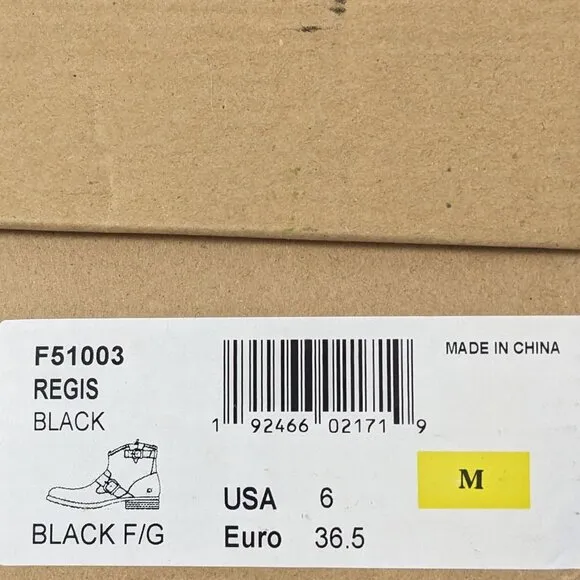 F51003
REGIS
BLACK
BLACK F/G
1 92466 02171 9
USA 6
Euro 36.5
MADE IN CHINA
M